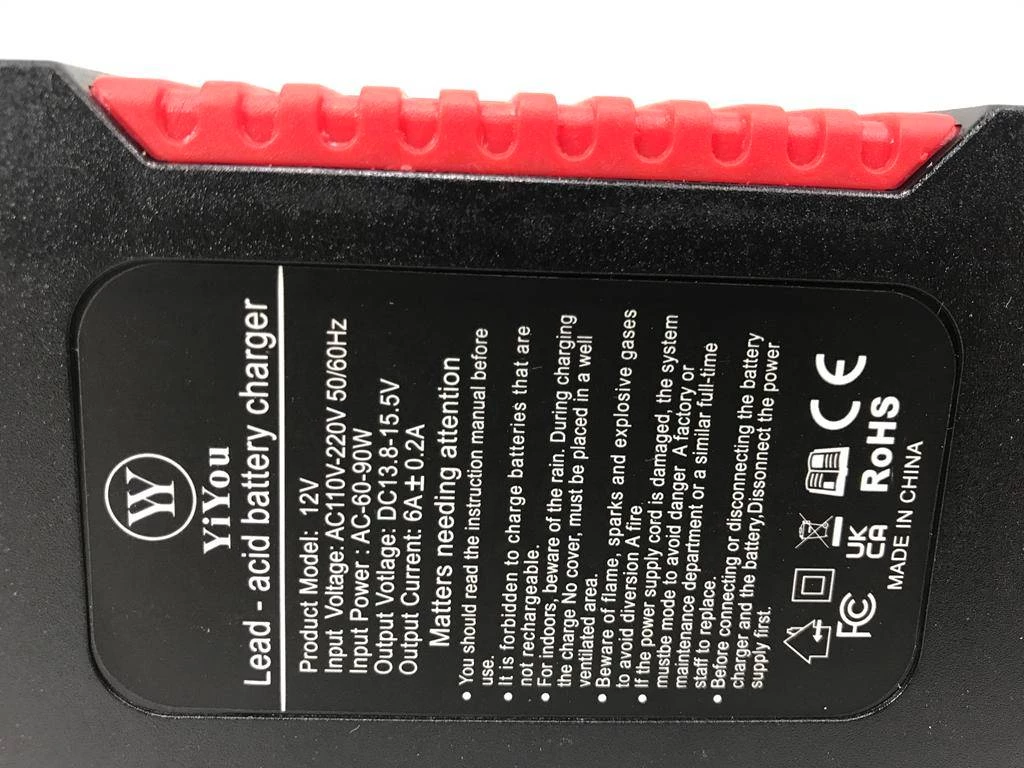 W
YiYou
Lead - acid battery charger
Product Model: 12V
Input Voltage: AC110V-220V 50/60Hz
Input Power : AC-60-90W
Output Votlage: DC13.8-15.5V
Output Current: 6A±0.2A
Matters needing attention
• You should read the instruction manual before
use.
• It is forbidden to charge batteries that are
not rechargeable.
• For indoors, beware of the rain. During charging
the charge No cover, must be placed in a well
ventilated area.
• Beware of flame, sparks and explosive gases
to avoid diversion A fire
• If the power supply cord is damaged, the system
mustbe mode to avoid danger A factory or
maintenance department or a similar full-time
staff to replace.
• Before connecting or disconnecting the battery
charger and the battery,Dissonnect the power
supply first.
CE
FC UK CA RoHS
MADE IN CHINA